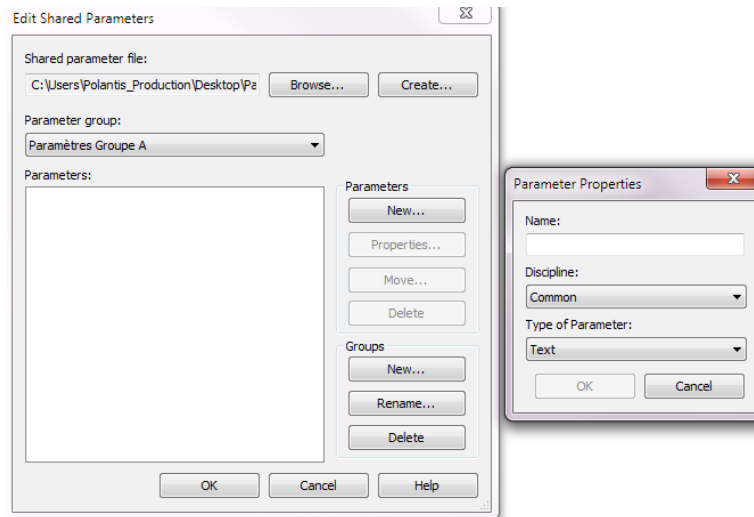 Edit Shared Parameters
Shared parameter file:
C:\Users\Polantis_Production\Desktop\Pa
Browse...
Create...
Parameter group:
Paramètres Groupe A
Parameters:
Parameters
New...
Properties...
Move...
Delete
Groups
New...
Rename...
Delete
OK
Cancel
Help
Parameter Properties
Name:
Discipline:
Common
Type of Parameter:
Text
OK
Cancel